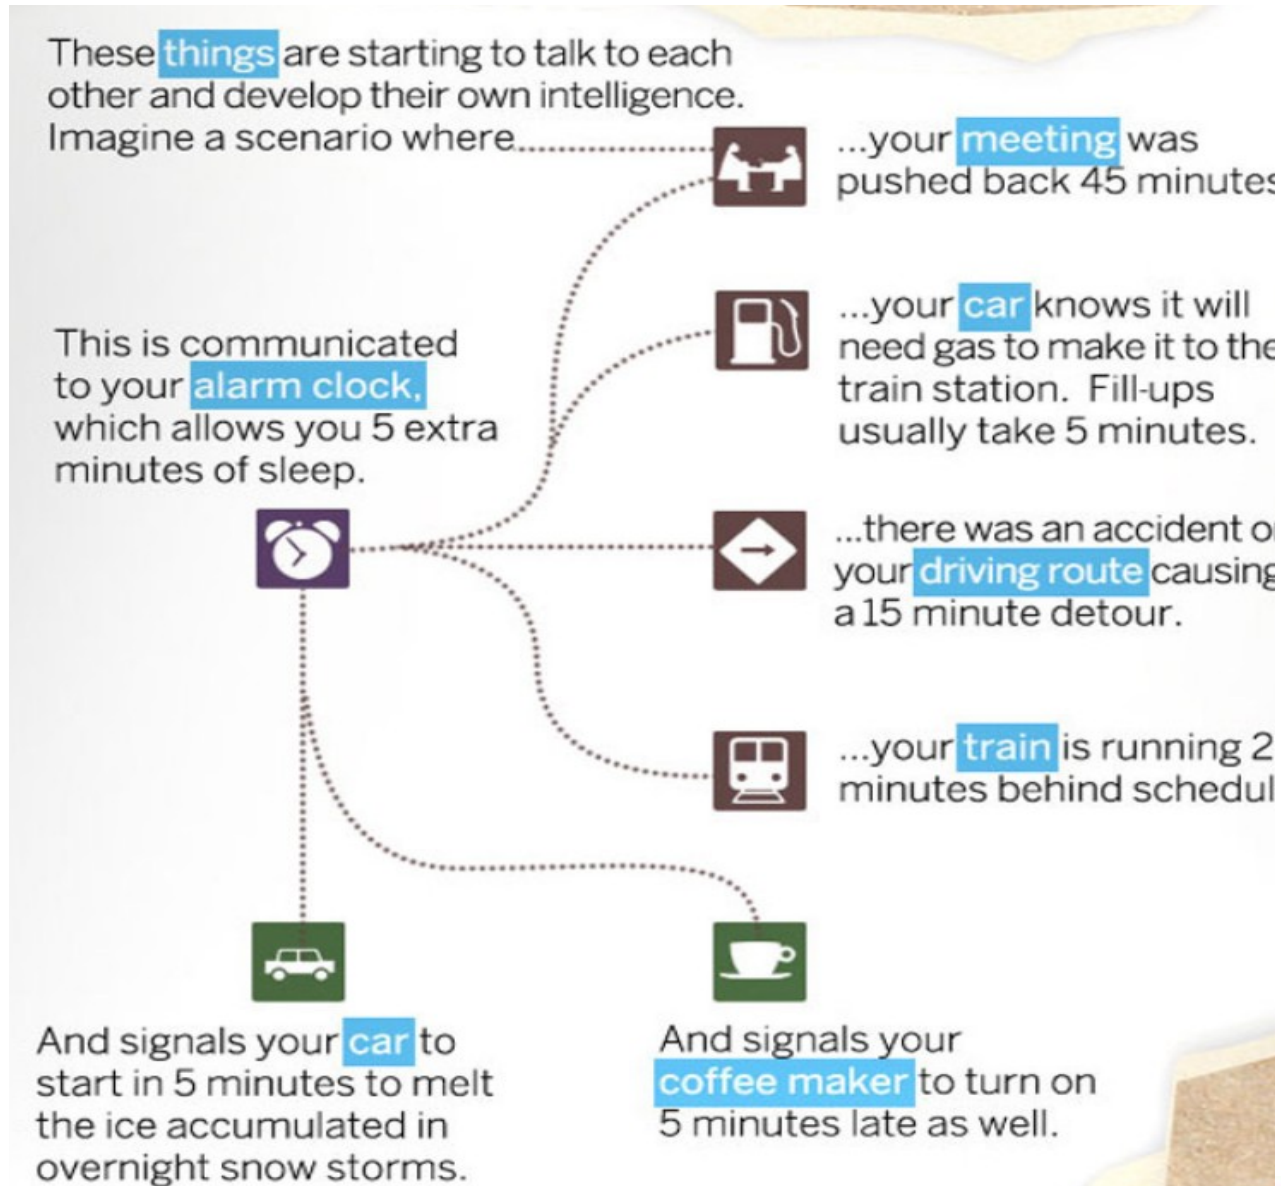 These things are starting to talk to each
other and develop their own intelligence.
Imagine a scenario where
...your meeting was
pushed back 45 minutes
...your car knows it will
need gas to make it to the
train station. Fill-ups
usually take 5 minutes.
...there was an accident
your driving route causing
a 15 minute detour.
...your train is running 2
minutes behind
This is communicated
to your alarm clock,
which allows you 5 extra
minutes of sleep.
And signals your car to
start in 5 minutes to melt
the ice accumulated in
overnight snow storms.
And signals your
coffee maker to turn on
5 minutes late as well.